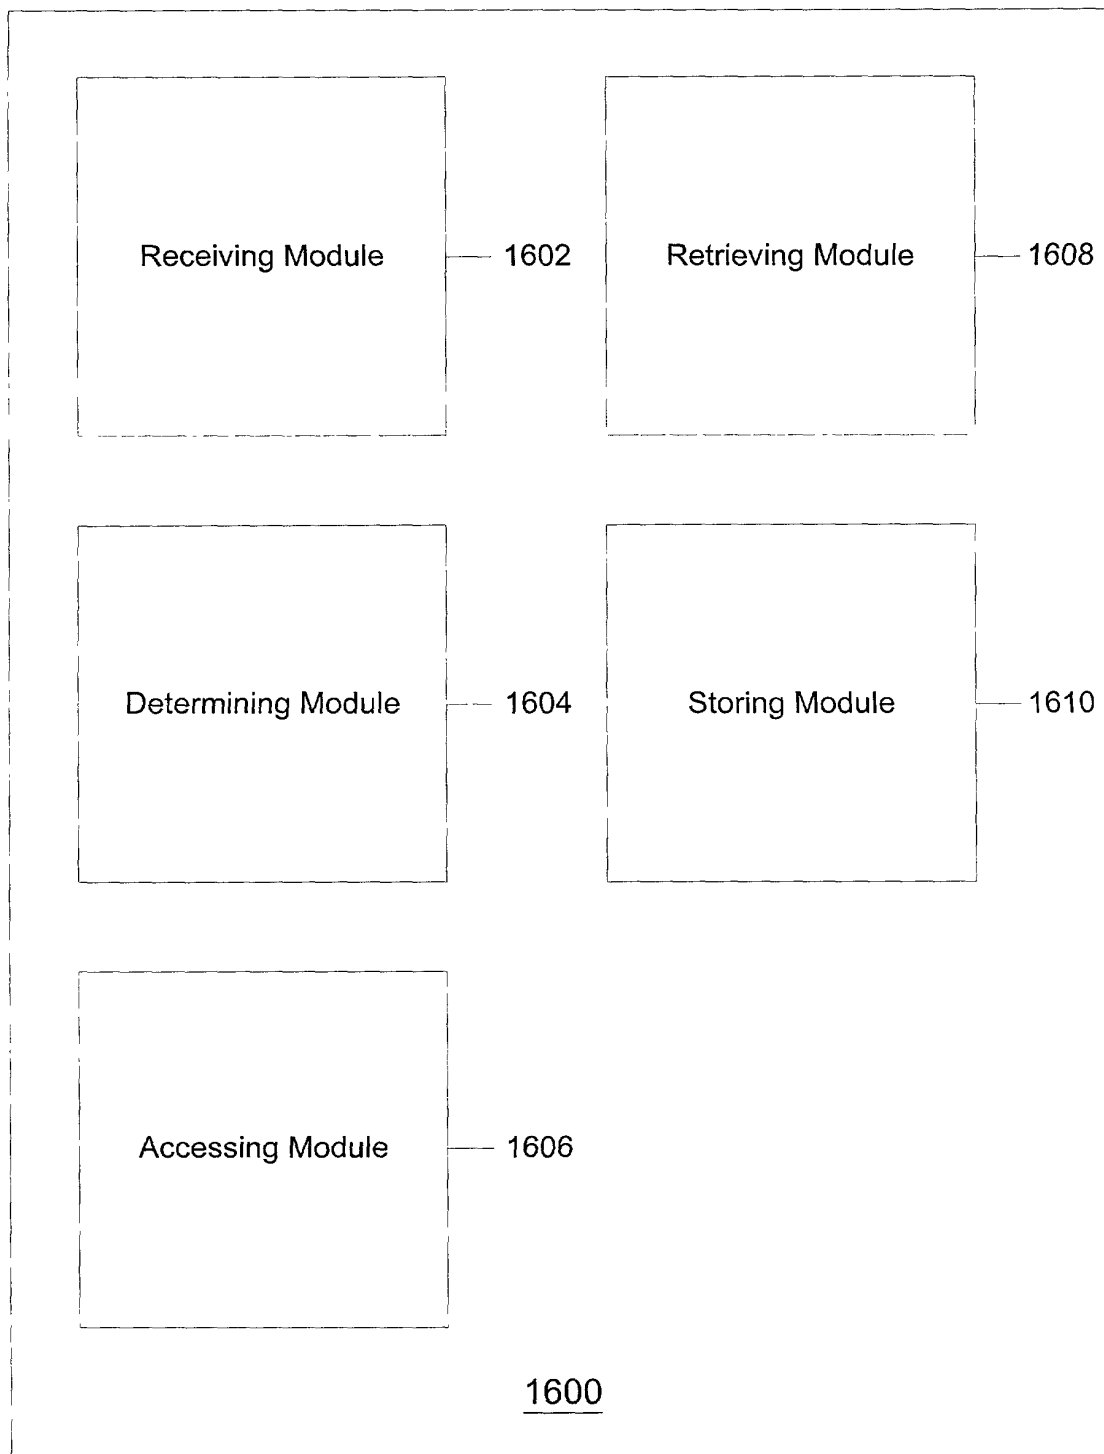 Receiving Module 1602
Retrieving Module 1608
Determining Module 1604
Storing Module 1610
Accessing Module 1606
1600